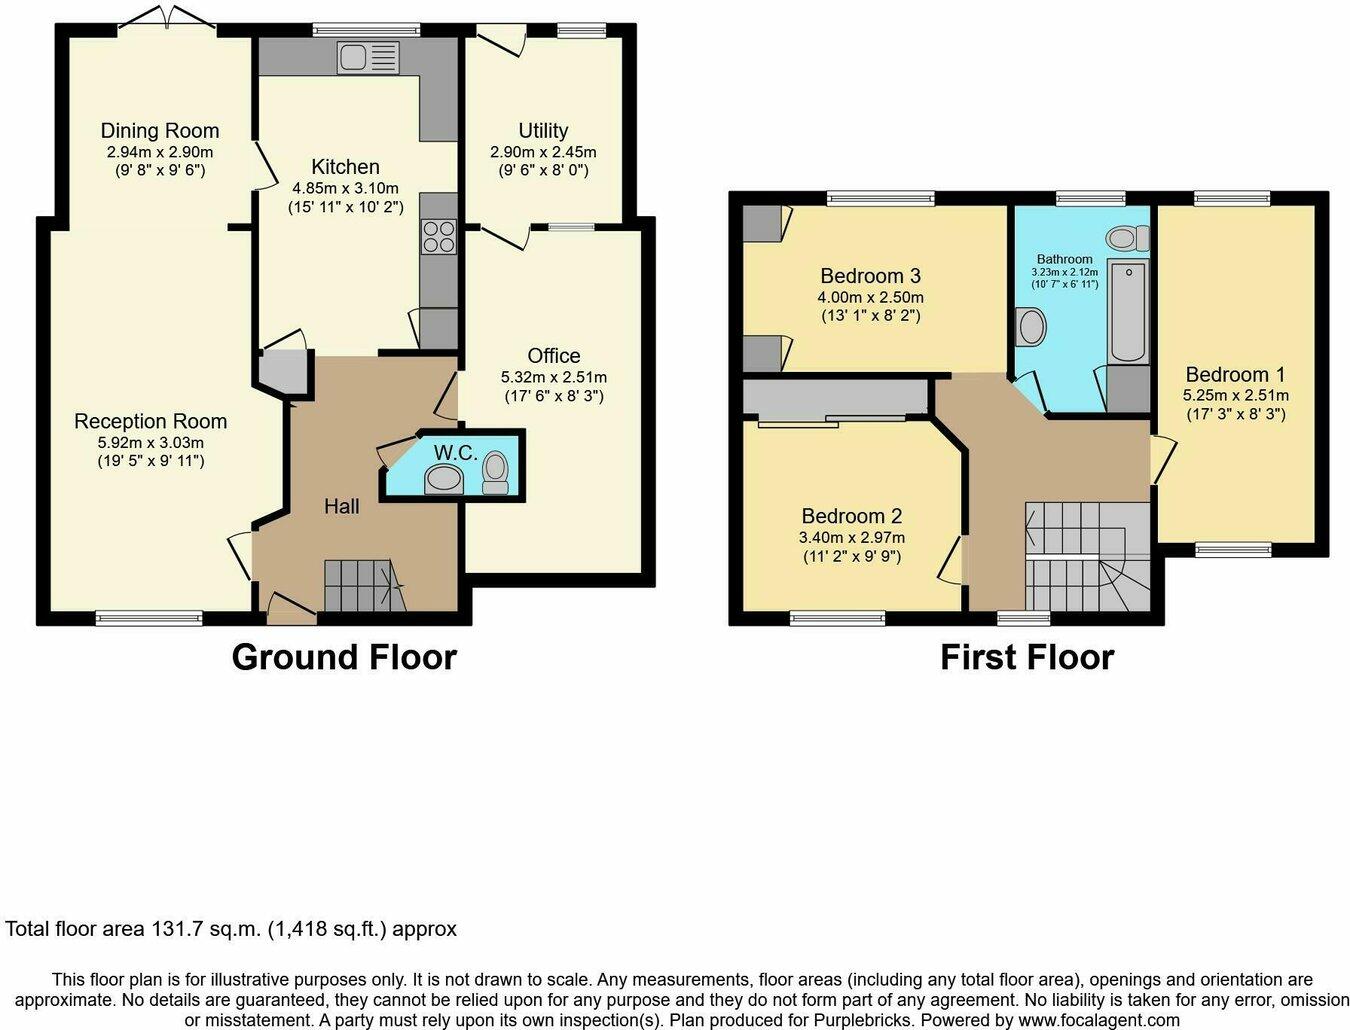 Dining Room
2.94m x 2.90m
(9' 8" x 9' 6")
Kitchen
4.85m x 3.10m
(15' 11" x 10' 2")
Utility
2.90m x 2.45m
(9' 6" x 8' 0")
Reception Room
5.92m x 3.03m
(19' 5" x 9' 11")
Office
5.32m x 2.51m
(17' 6" x 8' 3")
W.C.
Hall
Ground Floor
Bedroom 3
4.00m x 2.50m
(13' 1" x 8' 2")
Bathroom
3.23m x 2.12m
(10' 7" x 6' 11")
Bedroom 1
5.25m x 2.51m
(17' 3" x 8' 3")
Bedroom 2
3.40m x 2.97m
(11' 2" x 9' 9")
First Floor
Total floor area 131.7 sq.m. (1,418 sq.ft.) approx
This floor plan is for illustrative purposes only. It is not drawn to scale. Any measurements, floor areas (including any total floor area), openings and orientation are
approximate. No details are guaranteed, they cannot be relied upon for any purpose and they do not form part of any agreement. No liability is taken for any error, omission
or misstatement. A party must rely upon its own inspection(s). Plan produced for Purplebricks. Powered by www.focalagent.com